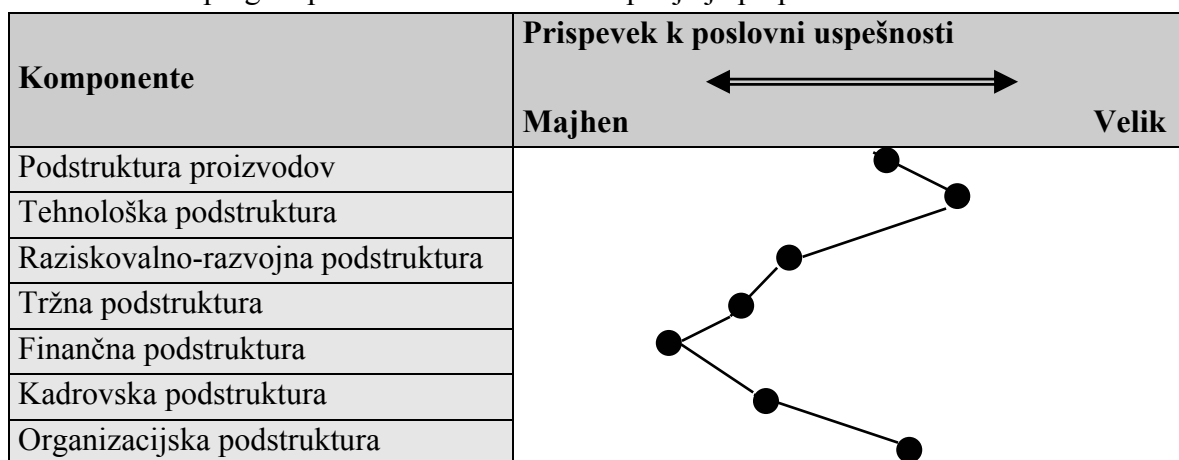 Komponente
Prispevek k poslovni uspešnosti
Majhen Velik
Podstruktura proizvodov
Tehnološka podstruktura
Raziskovalno-razvojna podstruktura
Tržna podstruktura
Finančna podstruktura
Kadrovska podstruktura
Organizacijska podstruktura